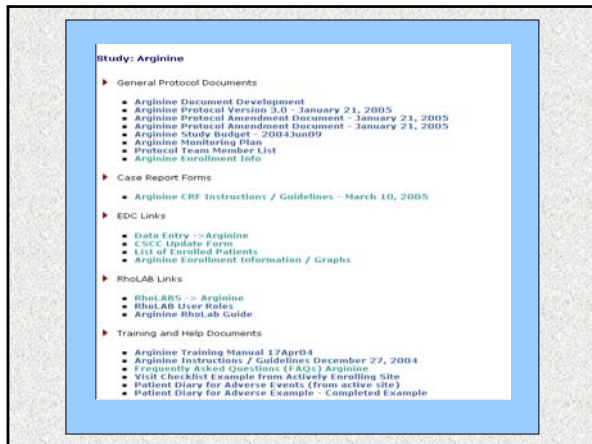 Study: Arginine
General Protocol Documents
Arginine Document Development
Arginine Protocol Version 3.0 - January 21, 2005
Arginine Protocol Amendment Document - January 21, 2005
Arginine Protocol Amendment Document - January 21, 2005
Arginine Study Budget - 2004Jun09
Arginine Monitoring Plan
Protocol Team Member List
Arginine Enrollment Info
Case Report Forms
Arginine CRF Instructions / Guidelines - March 10, 2005
EDC Links
Data Entry ->Arginine
CSCC Update Form
List of Enrolled Patients
Arginine Enrollment Information / Graphs
RhoLAB Links
RhoLABS -> Arginine
RhoLAB User Roles
Arginine RhoLab Guide
Training and Help Documents
Arginine Training Manual 17Apr04
Arginine Instructions / Guidelines December 27, 2004
Frequently Asked Questions (FAQs) Arginine
Visit Checklist Example from Actively Enrolling Site
Patient Diary for Adverse Events (from active site)
Patient Diary for Adverse Example - Completed Example